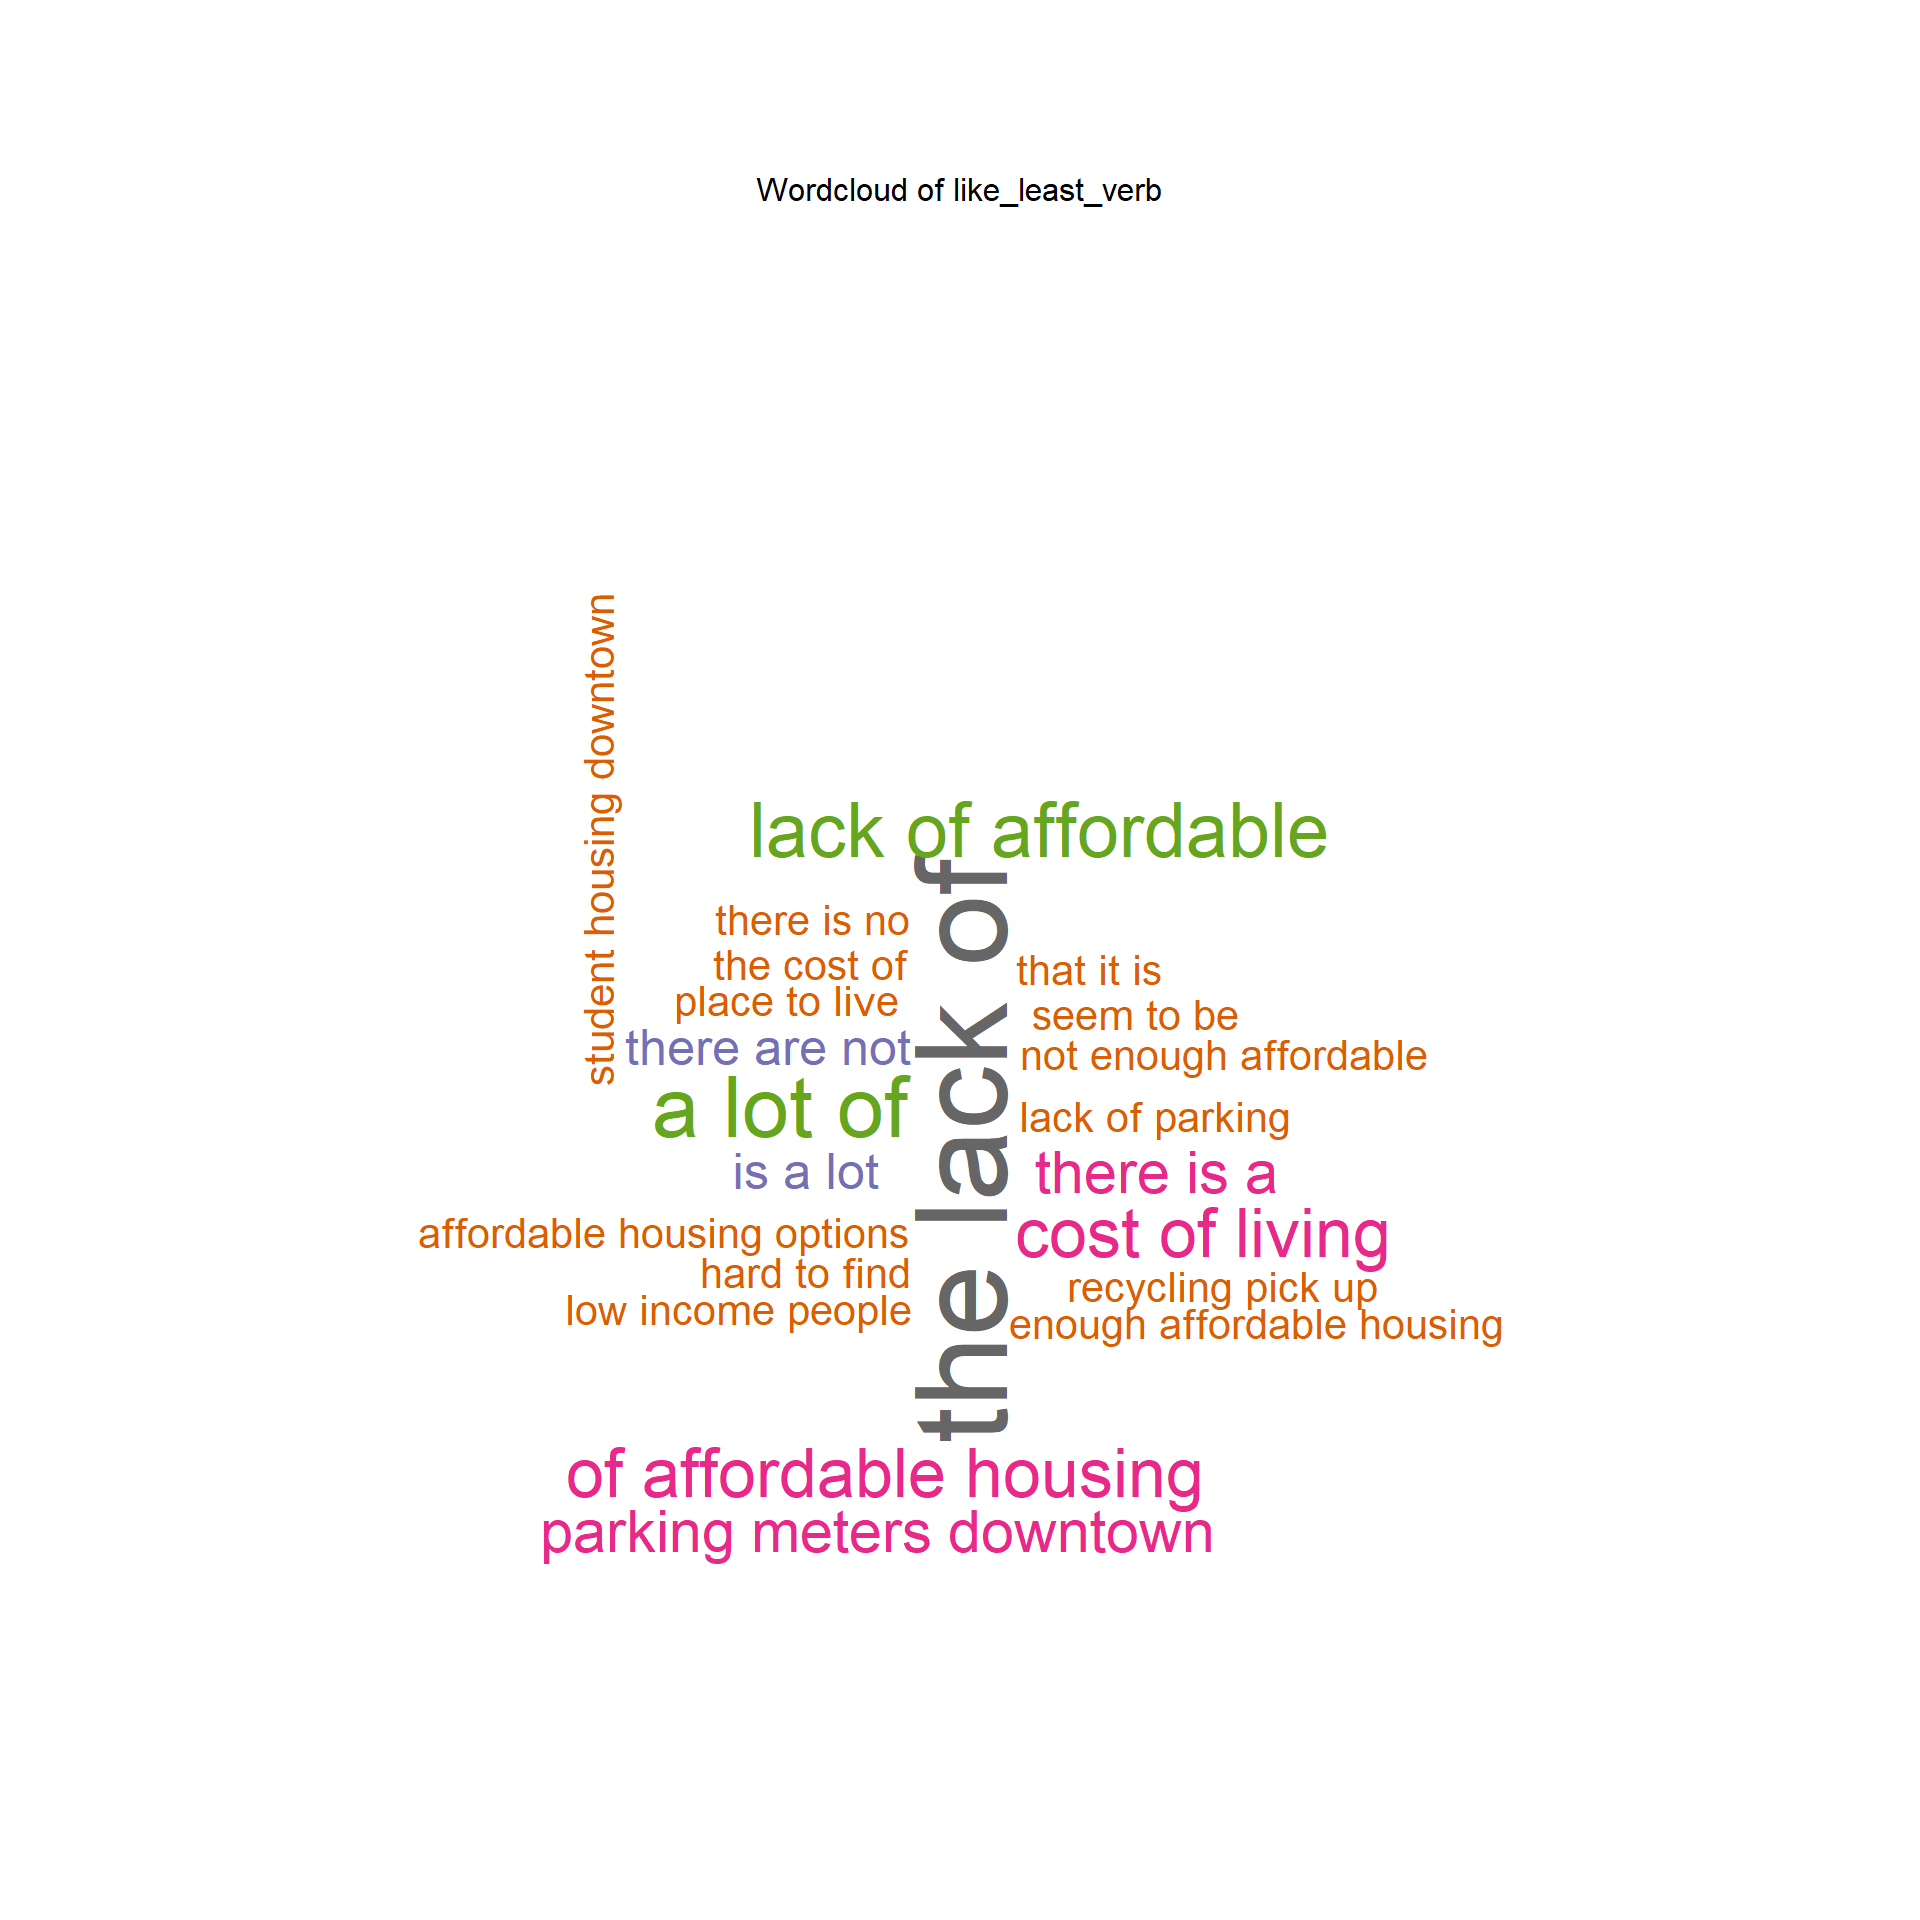 Wordcloud of like_least_verb
student housing downtown
lack of affordable
the lack of
there is no
the cost of
place to live
there are not
a lot of
is a lot
affordable housing options
hard to find
low income people
that it is
seem to be
not enough affordable
lack of parking
there is a
cost of living
recycling pick up
enough affordable housing
of affordable housing
parking meters downtown